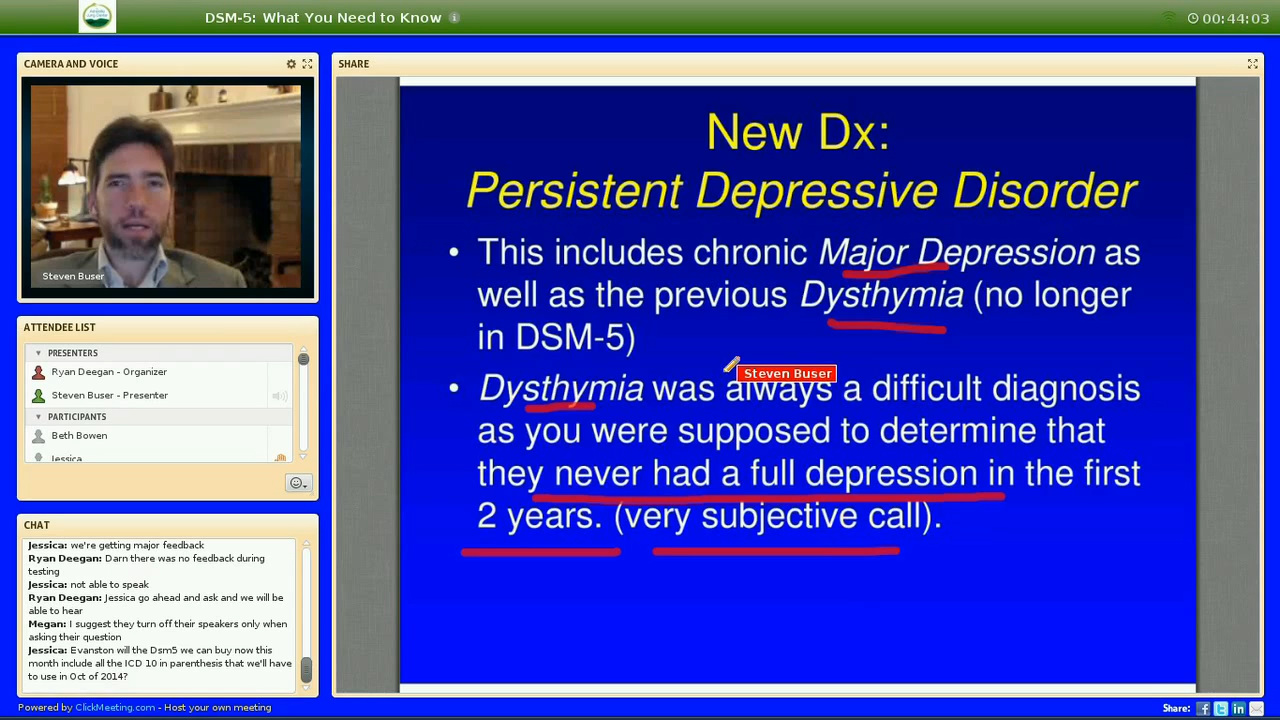 DSM-5: What You Need to Know
00:44:03
CAMERA AND VOICE
Steven Buser
ATTENDEE LIST
PRESENTERS
Ryan Deegan - Organizer
Steven Buser - Presenter
PARTICIPANTS
Beth Bowen
Jessica
CHAT
Jessica: we're getting major feedback
Ryan Deegan: Darn there was no feedback during
testing
Jessica: not able to speak
Ryan Deegan: Jessica go ahead and ask and we will be
able to hear
Megan: I suggest they turn off their speakers only when
asking their question
Jessica: Evanston will the Dsm5 we can buy now this
month include all the ICD 10 in parenthesis that we'll have
to use in Oct of 2014?
SHARE
New Dx:
Persistent Depressive Disorder
• This includes chronic Major Depression as
well as the previous Dysthymia (no longer
in DSM-5)
Steven Buser
• Dysthymia was always a difficult diagnosis
as you were supposed to determine that
they never had a full depression in the first
2 years. (very subjective call).
Powered by ClickMeeting.com - Host your own meeting
Share: